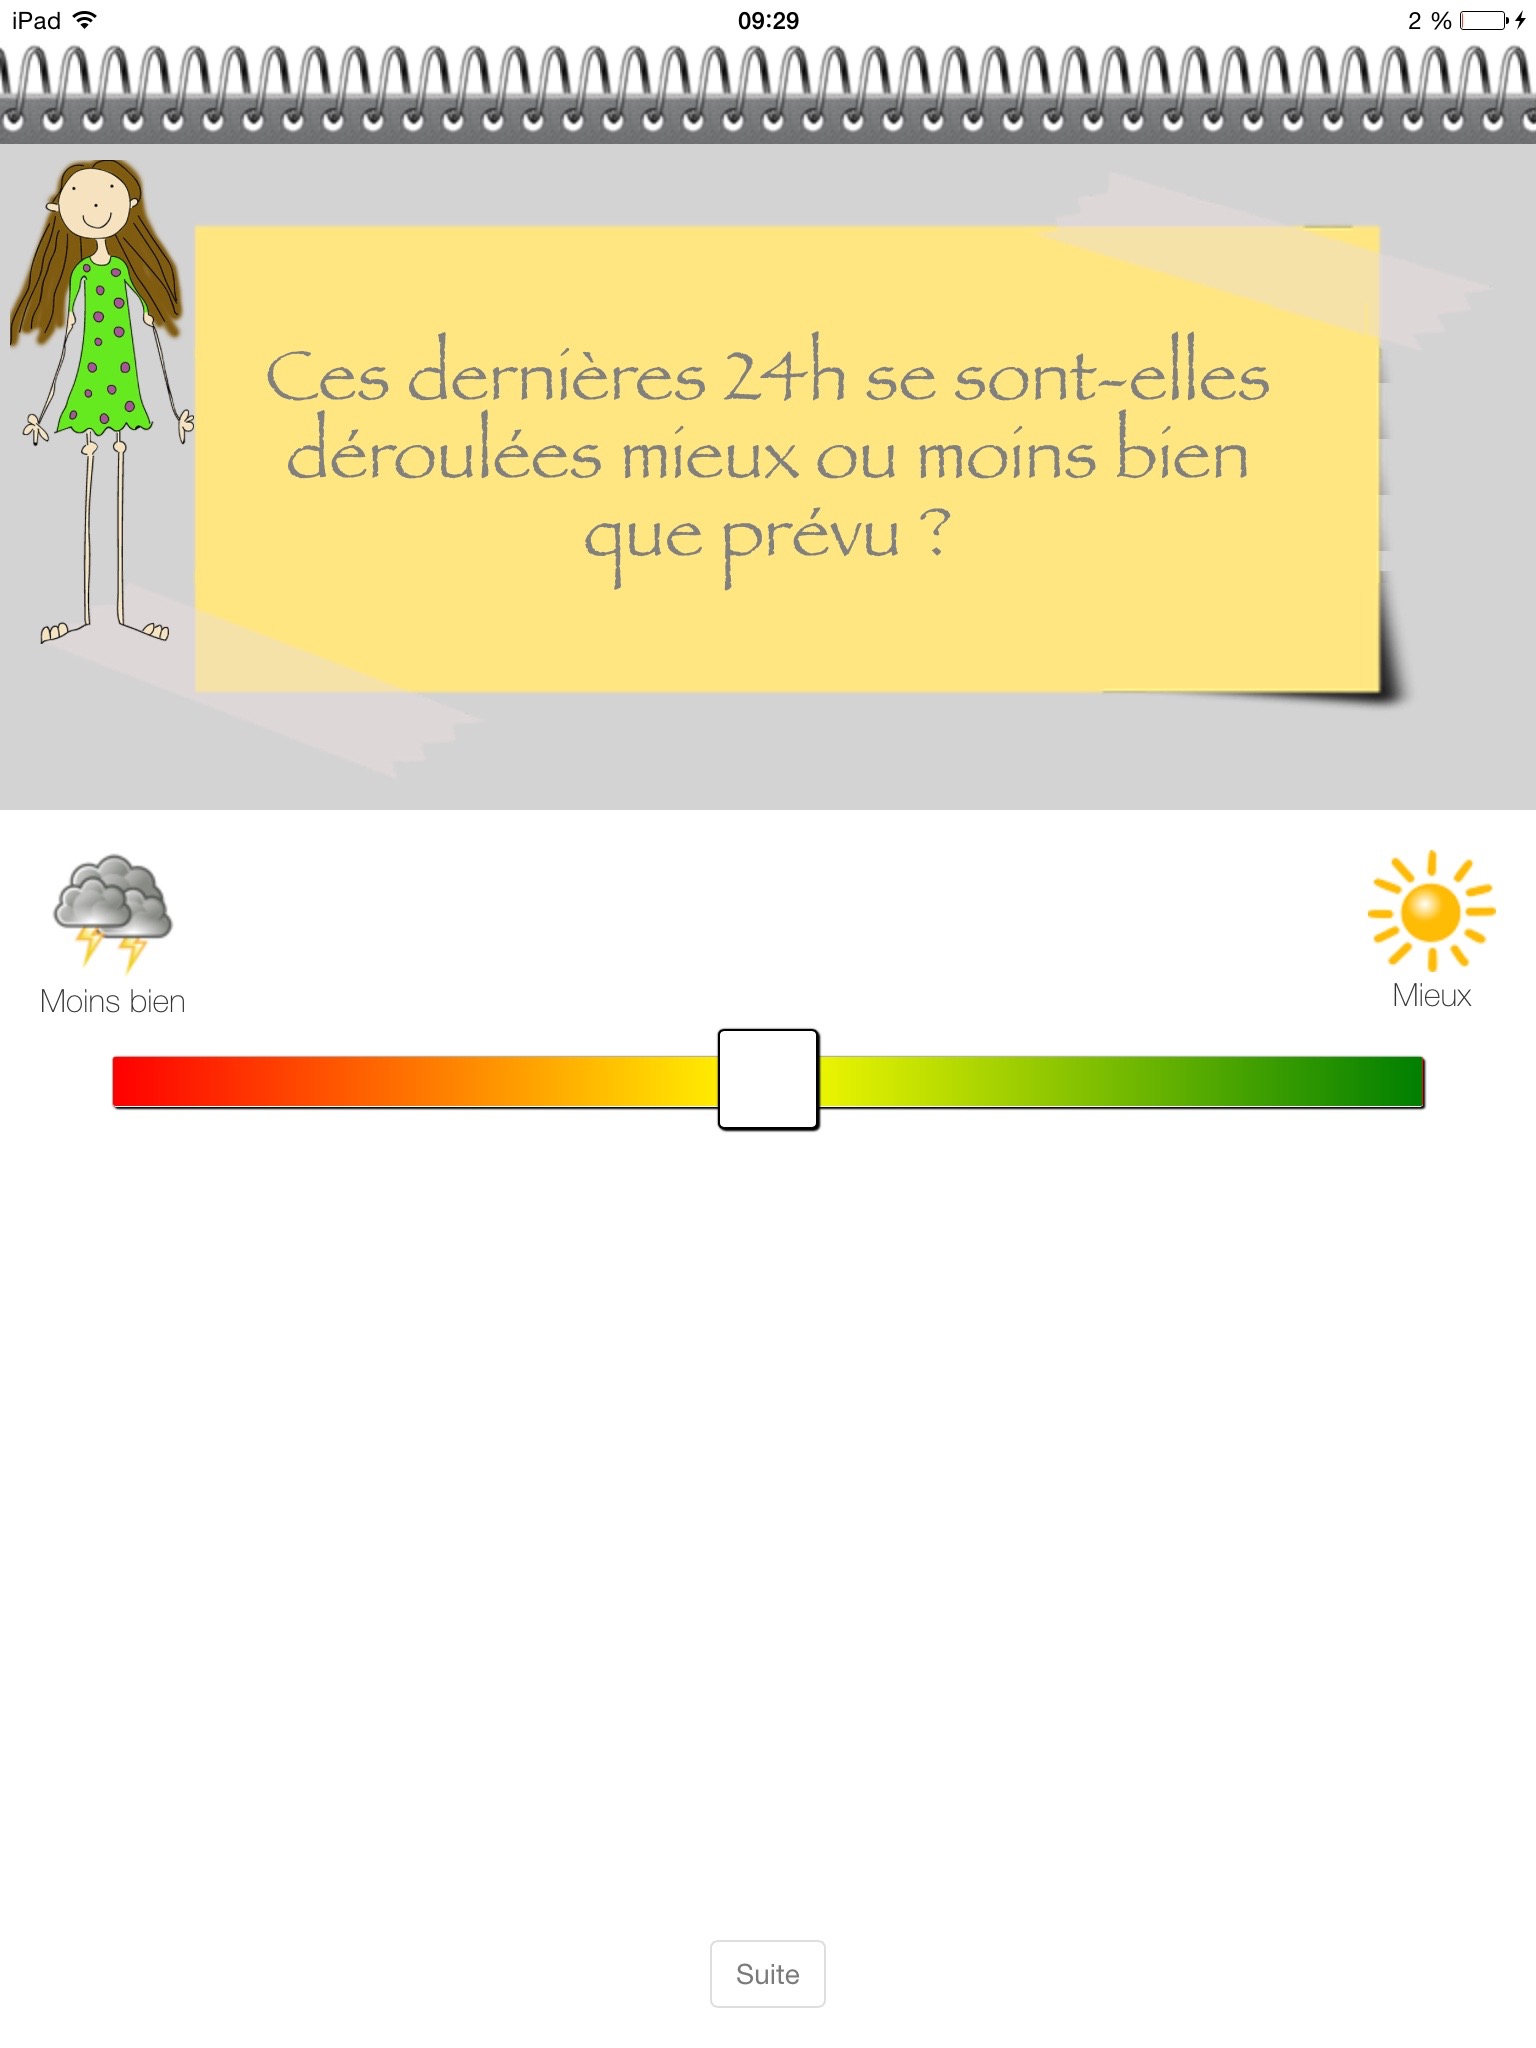 iPad 09:29 2 %
Ces dernières 24h se sont-elles
déroulées mieux ou moins bien
que prévu ?
Moins bien
Mieux
Suite